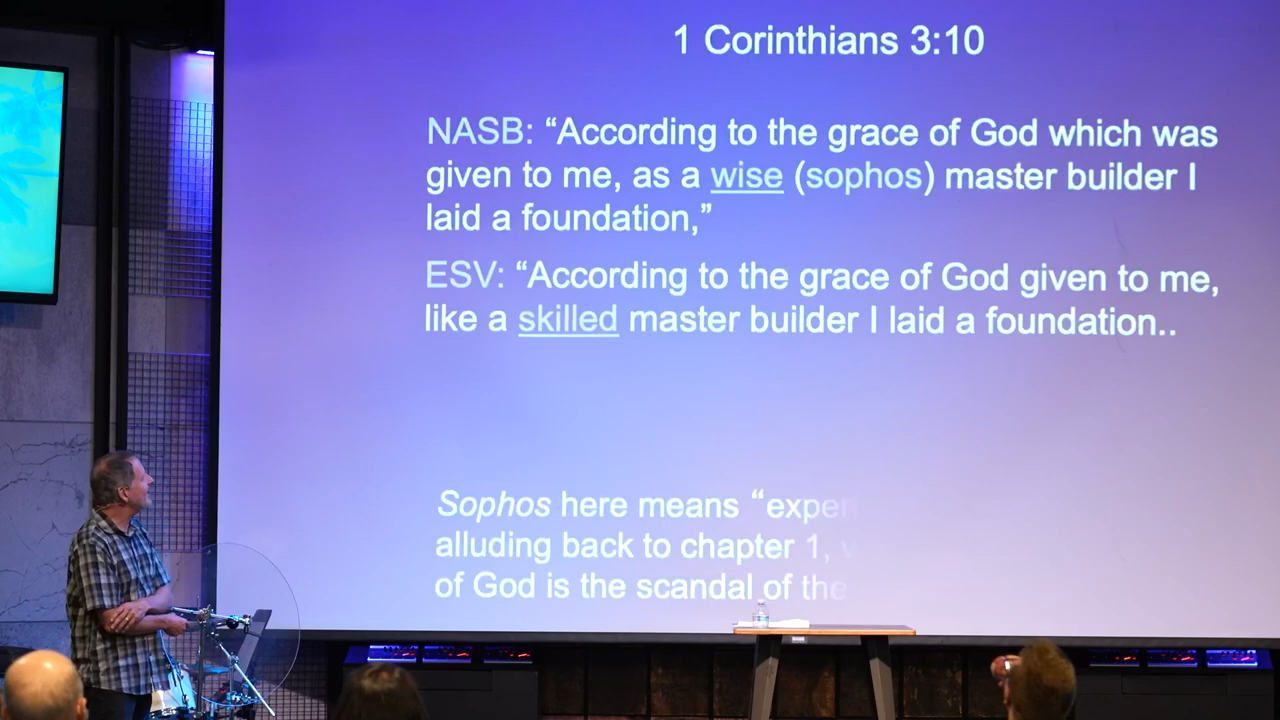 1 Corinthians 3:10
NASB: “According to the grace of God which was
given to me, as a wise (sophos) master builder I
laid a foundation,”
ESV: “According to the grace of God given to me,
like a skilled master builder I laid a foundation..
Sophos here means “
alluding back to chapter 1,
of God is the scandal of the